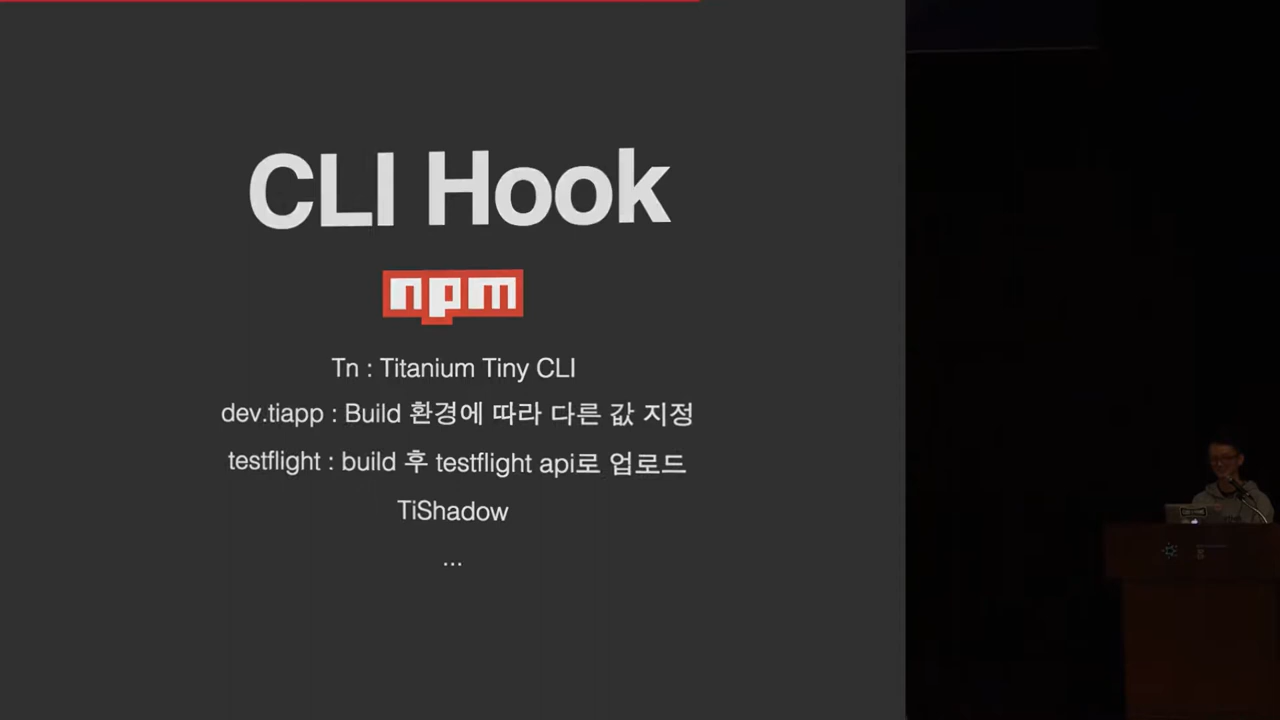 CLI Hook
npm
Tn : Titanium Tiny CLI
dev.tiapp : Build 환경에 따라 다른 값 지정
testflight : build 후 testflight api로 업로드
TiShadow
...